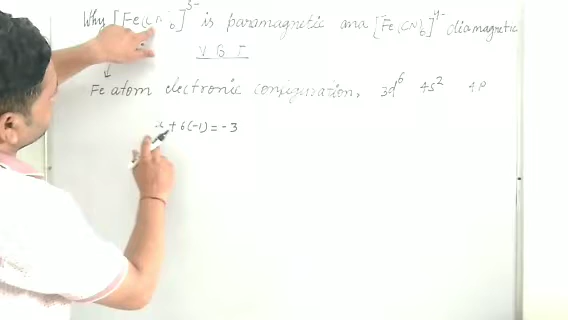 Why [Fe(CN)6]3- is paramagnetic and [Fe(CN)6]4- diamagnetic
V B T
Fe atom electronic configuration, 3d6 4s2 4p
x + 6(-1) = -3